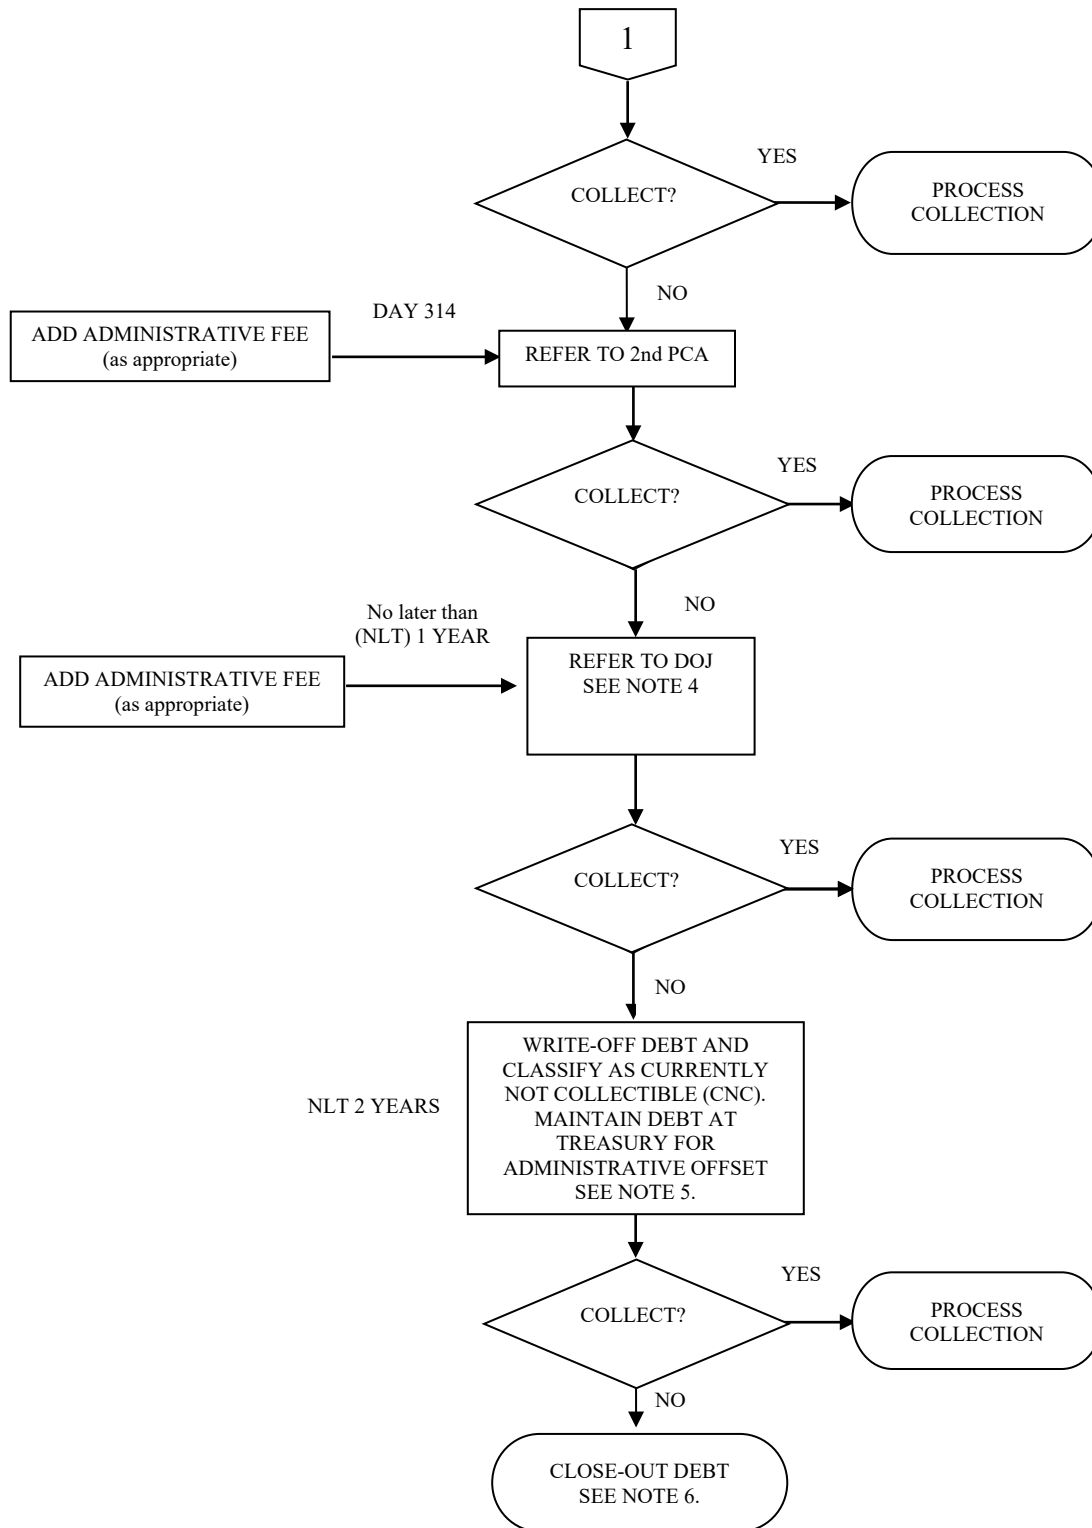 1
COLLECT?
YES
PROCESS
COLLECTION
NO
DAY 314
ADD ADMINISTRATIVE FEE
(as appropriate)
REFER TO 2nd PCA
COLLECT?
YES
PROCESS
COLLECTION
NO
No later than
(NLT) 1 YEAR
ADD ADMINISTRATIVE FEE
(as appropriate)
REFER TO DOJ
SEE NOTE 4
COLLECT?
YES
PROCESS
COLLECTION
NO
NLT 2 YEARS
WRITE-OFF DEBT AND
CLASSIFY AS CURRENTLY
NOT COLLECTIBLE (CNC).
MAINTAIN DEBT AT
TREASURY FOR
ADMINISTRATIVE OFFSET
SEE NOTE 5.
COLLECT?
YES
PROCESS
COLLECTION
NO
CLOSE-OUT DEBT
SEE NOTE 6.